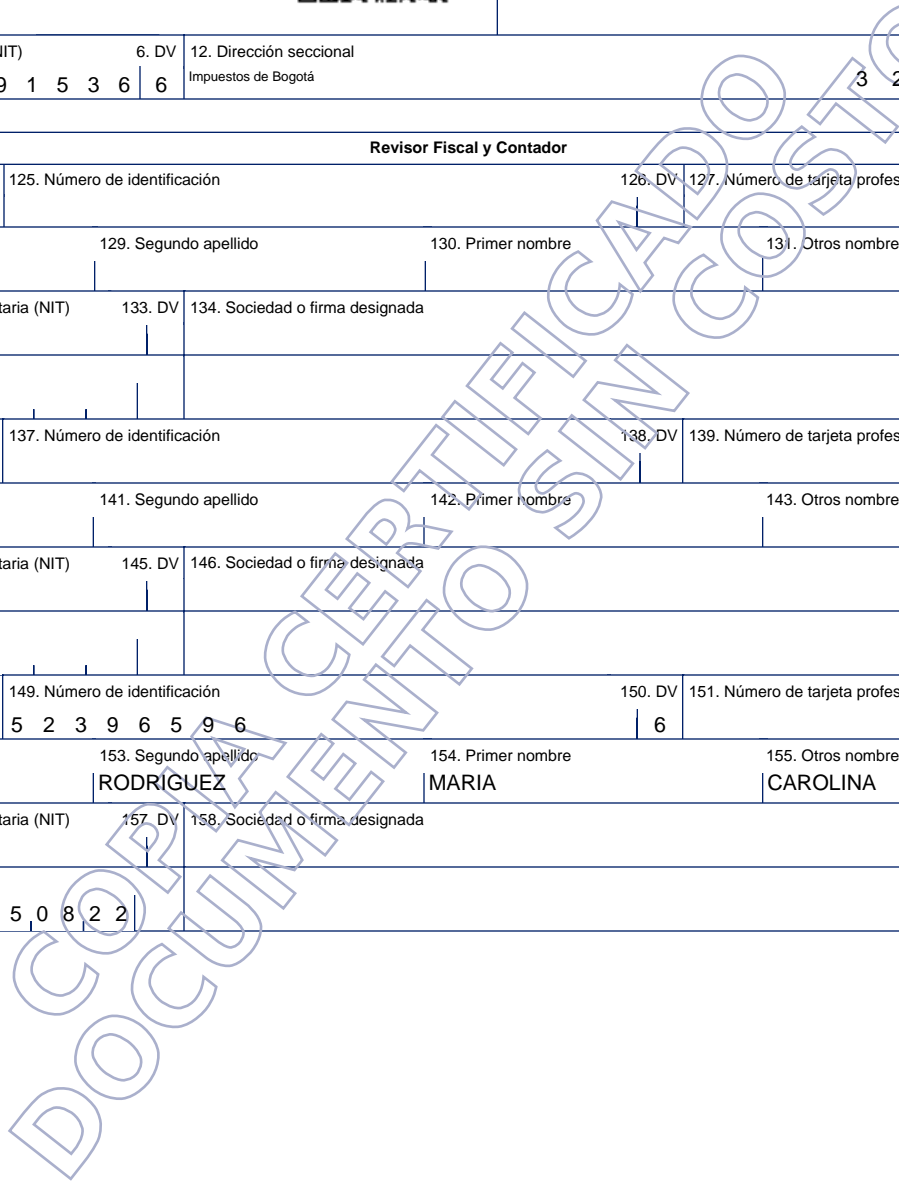 NIT) 6. DV 12. Dirección seccional
9 1 5 3 6 6 Impuestos de Bogotá 3 2
Revisor Fiscal y Contador
125. Número de identificación 126. DV 127. Número de tarjeta profes
129. Segundo apellido 130. Primer nombre 131. Otros nombre
taria (NIT) 133. DV 134. Sociedad o firma designada
137. Número de identificación 138. DV 139. Número de tarjeta profes
141. Segundo apellido 142. Primer nombre 143. Otros nombre
taria (NIT) 145. DV 146. Sociedad o firma designada
149. Número de identificación 150. DV 151. Número de tarjeta profes
5 2 3 9 6 5 9 6 6
153. Segundo apellido 154. Primer nombre 155. Otros nombre
RODRIGUEZ MARIA CAROLINA
taria (NIT) 157. DV 158. Sociedad o firma designada
5 0 8 2 2
COPIA CERTIFICADO
DOCUMENTO SIN COSTO